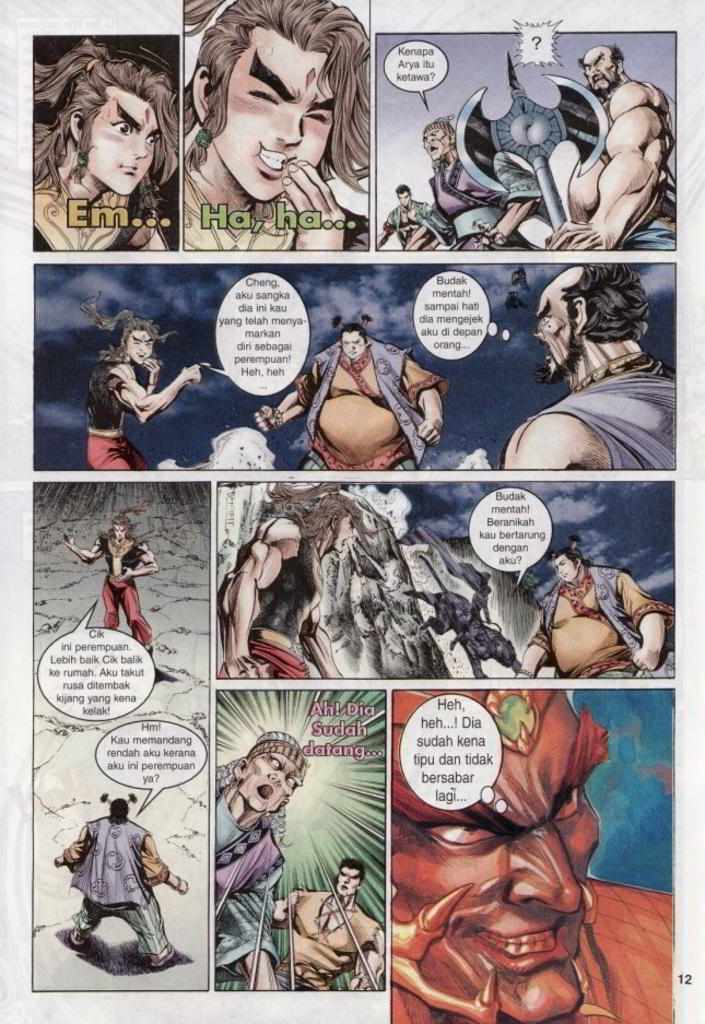 Em...
Ha, ha...
Kenapa
Arya itu
ketawa?
?
Cheng,
aku sangka
dia ini kau
yang telah menya-
markan
diri sebagai
perempuan!
Heh, heh
...
Budak
mentah!
sampai hati
dia mengejek
aku di depan
orang...
Cik
ini perempuan.
Lebih baik Cik balik
ke rumah. Aku takut
rusa ditembak
kijang yang kena
kelak!
Hm!
Kau memandang
rendah aku kerana
aku ini perempuan
ya?
Budak
mentah!
Beranikah
kau bertarung
dengan
aku?
Ah! Dia
Sudah
datang...
Heh,
heh...! Dia
sudah kena
tipu dan tidak
bersabar
lagi...
12